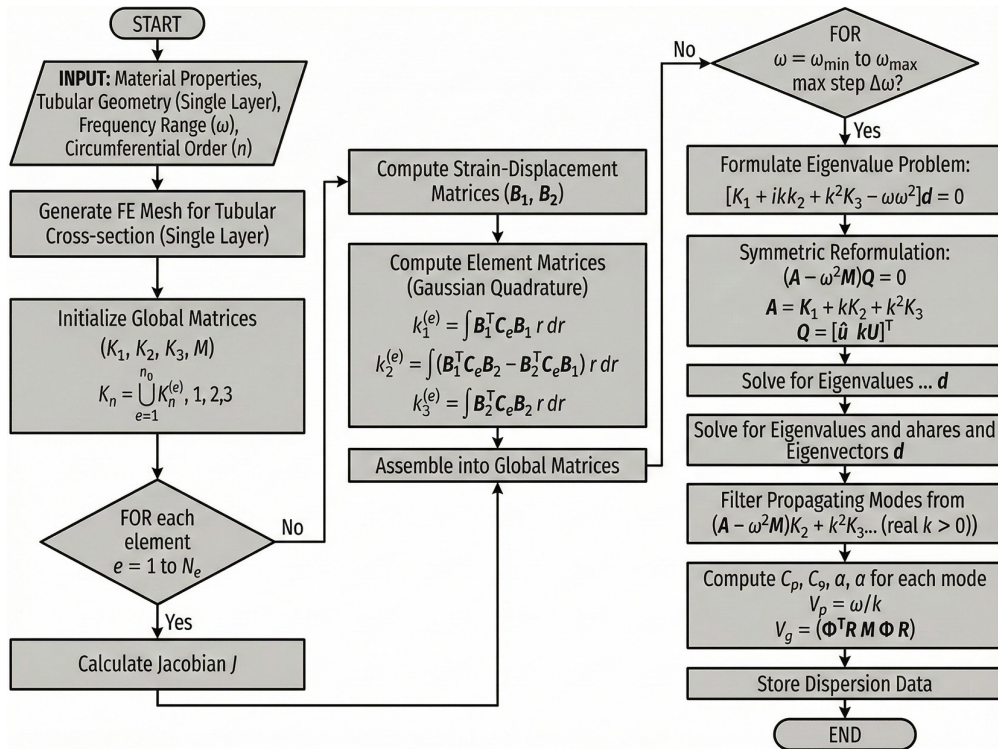 START
INPUT: Material Properties,
Tubular Geometry (Single Layer),
Frequency Range (ω),
Circumferential Order (n)
Generate FE Mesh for Tubular
Cross-section (Single Layer)
Initialize Global Matrices
(K₁, K₂, K₃, M)
Kₙ = ⋃ₑ₌₁ⁿ⁰ Kₙ⁽ᵉ⁾, 1, 2,3
FOR each
element
e = 1 to Nₑ
No
Yes
Calculate Jacobian J
Compute Strain-Displacement
Matrices (B₁, B₂)
Compute Element Matrices
(Gaussian Quadrature)
k₁⁽ᵉ⁾ = ∫ B₁ᵀCₑB₁ r dr
k₂⁽ᵉ⁾ = ∫(B₁ᵀCₑB₂ − B₂ᵀCₑB₁) r dr
k₃⁽ᵉ⁾ = ∫ B₂ᵀCₑB₂ r dr
Assemble into Global Matrices
No
FOR
ω = ω_min to ω_max
max step Δω?
Yes
Formulate Eigenvalue Problem:
[K₁ + ikk₂ + k²K₃ − ωω²]d = 0
Symmetric Reformulation:
(A − ω²M)Q = 0
A = K₁ + kK₂ + k²K₃
Q = [û kU]ᵀ
Solve for Eigenvalues ... d
Solve for Eigenvalues and ahares and
Eigenvectors d
Filter Propagating Modes from
(A − ω²M)K₂ + k²K₃... (real k > 0))
Compute Cₚ, C₉, α, α for each mode
Vₚ = ω/k
V_g = (ΦᵀR M Φ R)
Store Dispersion Data
END